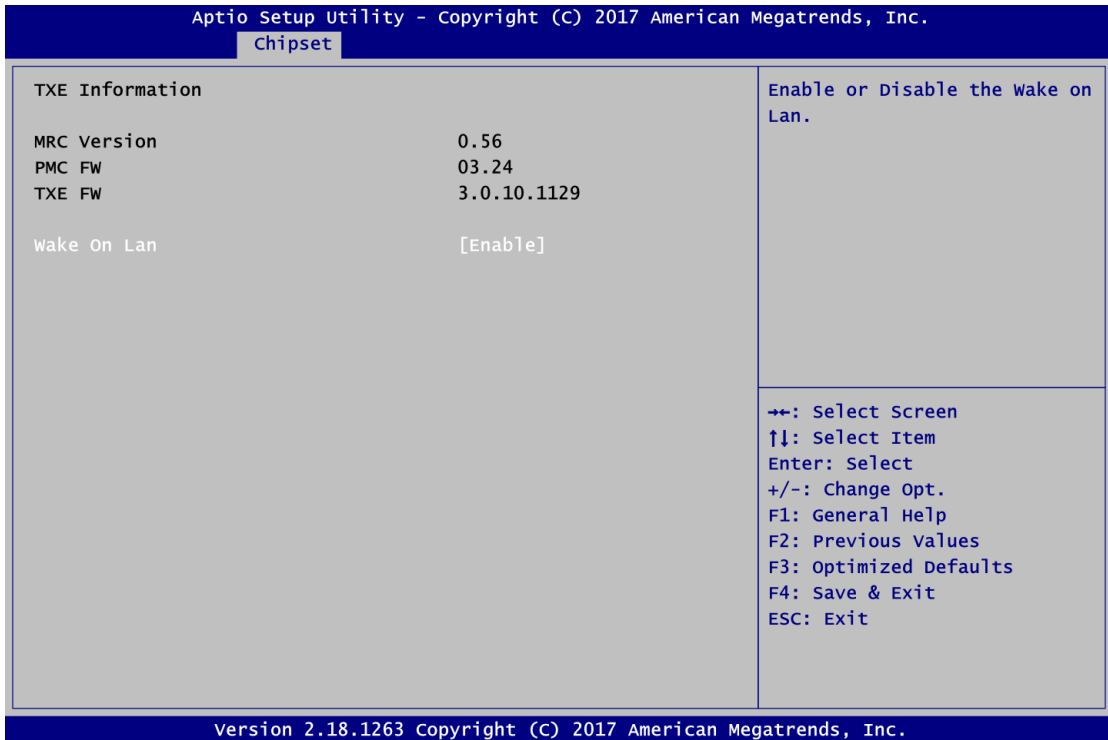 Aptio Setup Utility - Copyright (C) 2017 American Megatrends, Inc.
Chipset
TXE Information
MRC Version 0.56
PMC FW 03.24
TXE FW 3.0.10.1129
Wake On Lan [Enable]
Enable or Disable the Wake on
Lan.
→←: Select Screen
↑↓: Select Item
Enter: Select
+/-: Change Opt.
F1: General Help
F2: Previous Values
F3: Optimized Defaults
F4: Save & Exit
ESC: Exit
Version 2.18.1263 Copyright (C) 2017 American Megatrends, Inc.